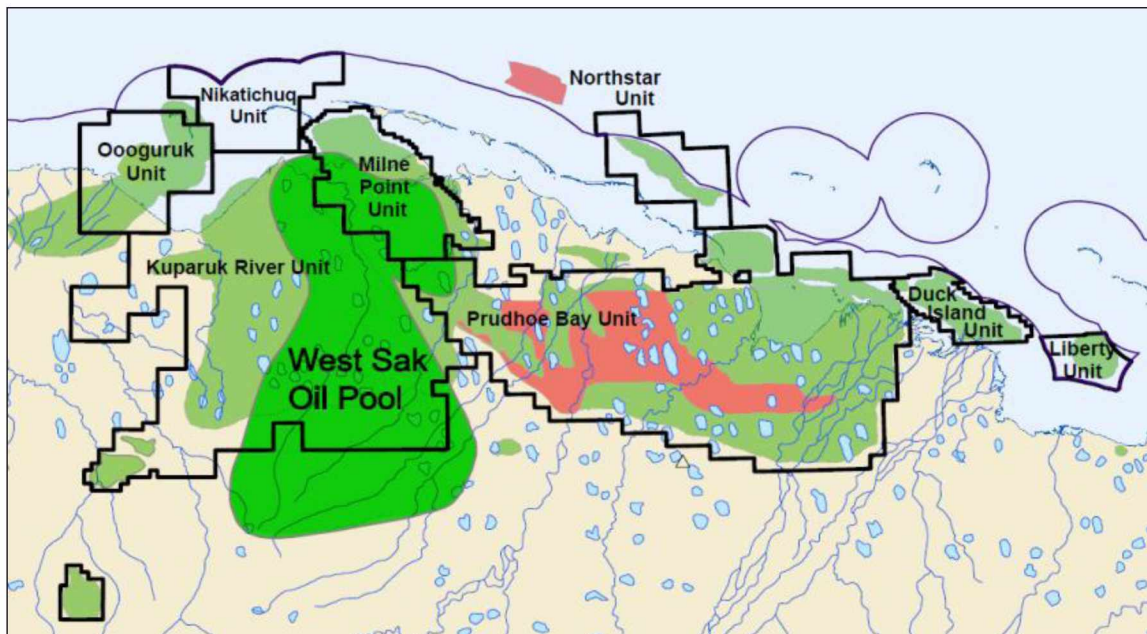 Northstar
Unit
Nikatichuq
Unit
Oooguruk
Unit
Milne
Point
Unit
Kuparuk River Unit
Prudhoe Bay Unit
Duck
Island
Unit
Liberty
Unit
West Sak
Oil Pool